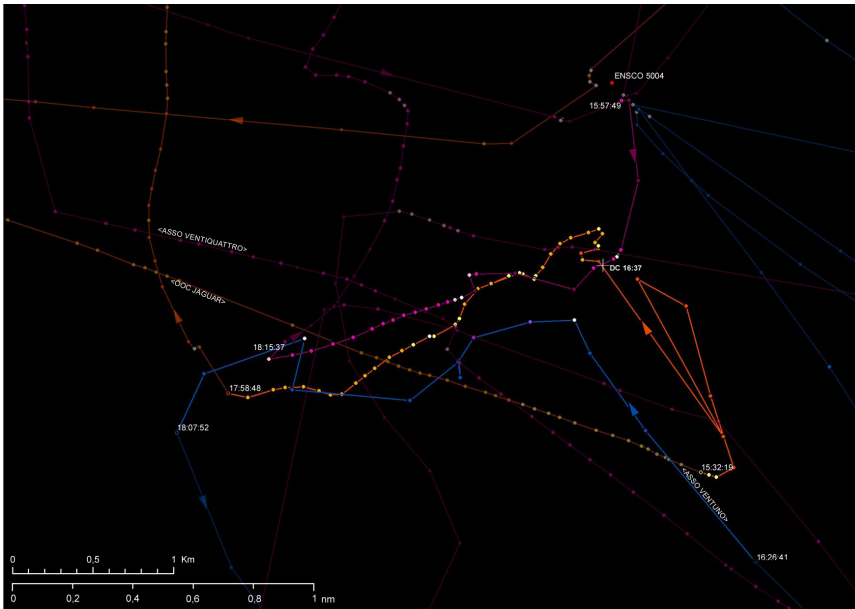 ENSCO 5004
15:57:49
<ASSO VENTIQUATTRO>
DC 16:37
<ODC JAGUAR>
18:15:37
17:58:48
18:07:52
15:32:19
<ASSO VENTUNO>
16:26:41
0 0,5 1 Km
0 0,2 0,4 0,6 0,8 1 nm